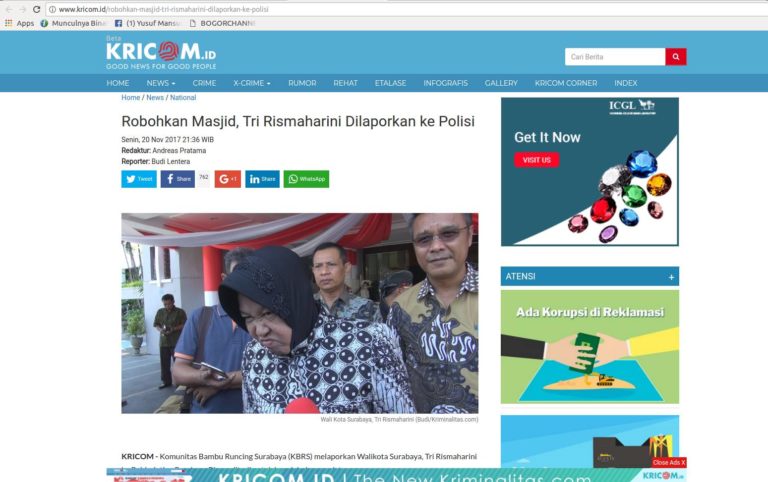 www.kricom.id/robohkan-masjid-tri-rismaharini-dilaporkan-ke-polisi
Apps
Munculnya Bina
(1) Yusuf Mansu
BOGORCHANNE
Beta
KRICOM.ID
GOOD NEWS FOR GOOD PEOPLE
Cari Berita
HOME NEWS CRIME X-CRIME RUMOR REHAT ETALASE INFOGRAFIS GALLERY KRICOM CORNER INDEX
Home / News / National
Robohkan Masjid, Tri Rismaharini Dilaporkan ke Polisi
Senin, 20 Nov 2017 21:36 WIB
Redaktur: Andreas Pratama
Reporter: Budi Lentera
Tweet
Share
762
+1
Share
WhatsApp
Wali Kota Surabaya, Tri Rismaharini (Budi/Kriminalitas.com)
KRICOM - Komunitas Bambu Runcing Surabaya (KBRS) melaporkan Walikota Surabaya, Tri Rismaharini
ICGL
Get It Now
VISIT US
ATENSI +
Ada Korupsi di Reklamasi
Close Ads X
KRICOM.ID | The New Kriminalitas.com
KRICOM.ID